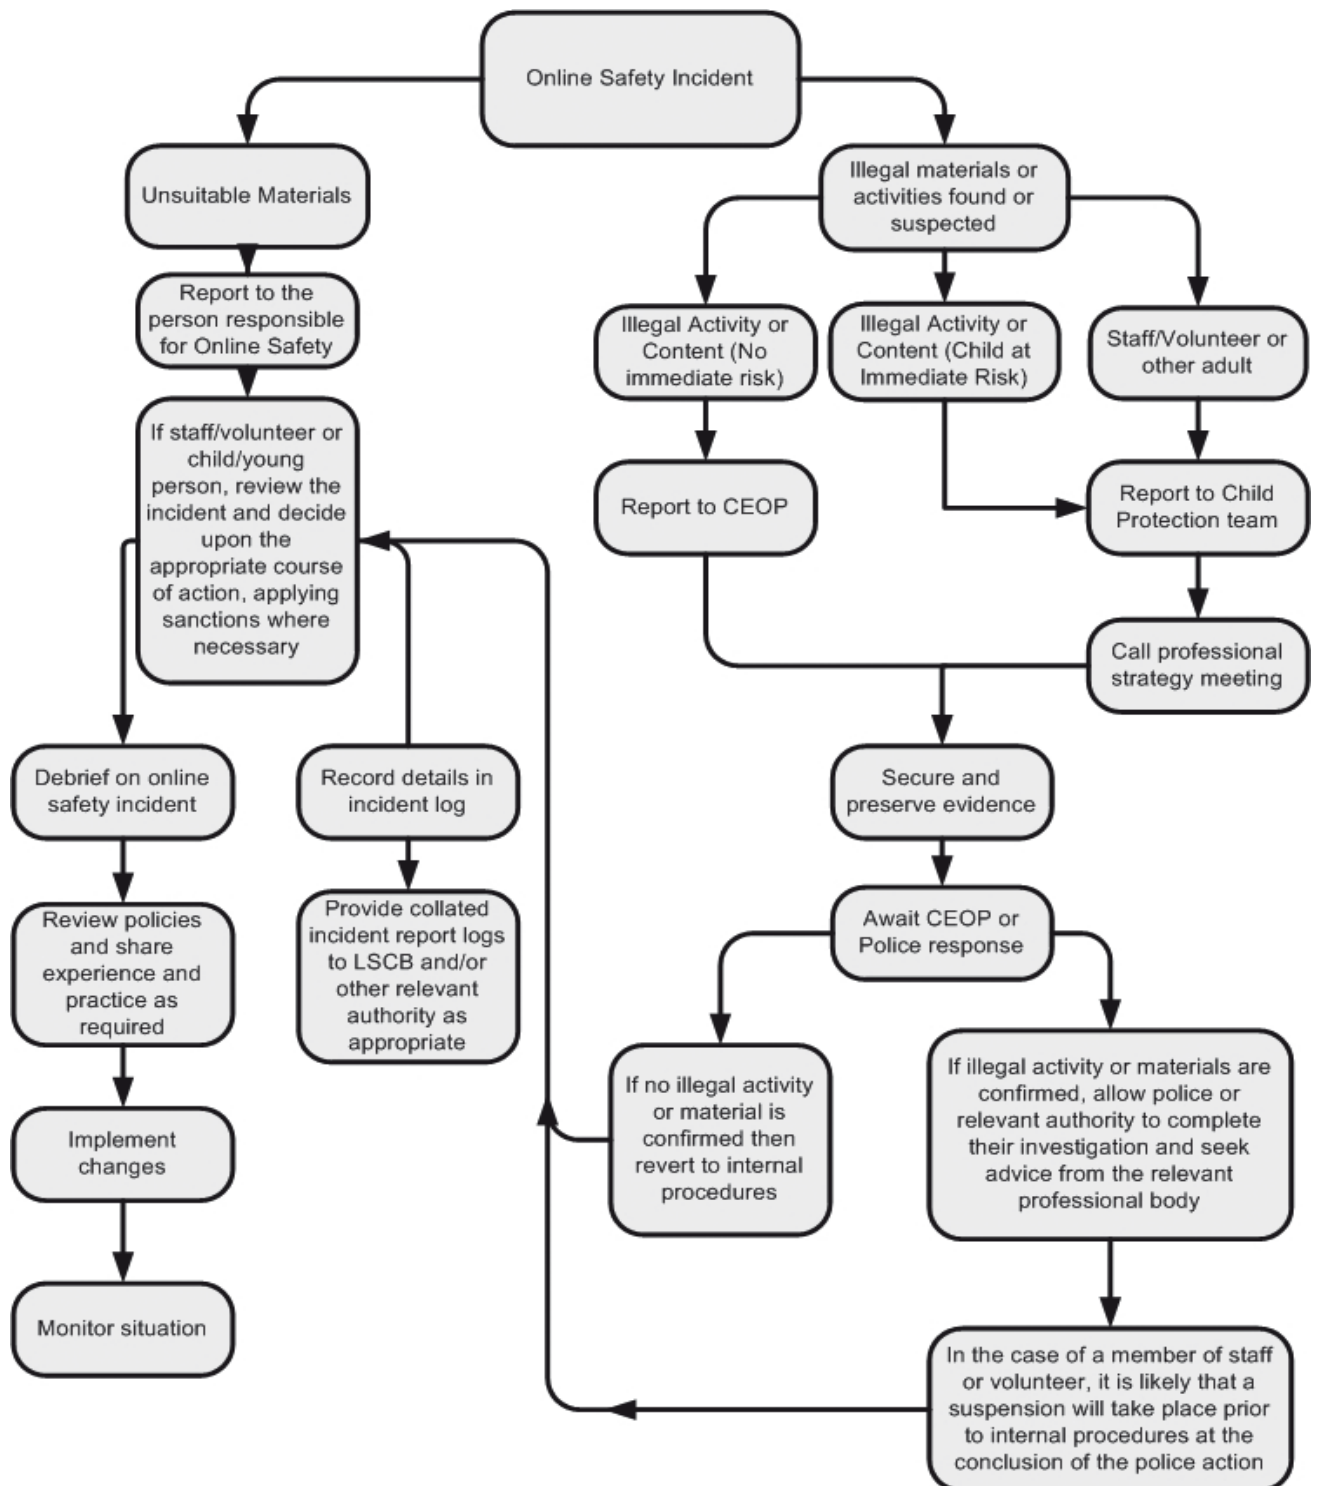 Online Safety Incident
Unsuitable Materials
Illegal materials or
activities found or
suspected
Report to the
person responsible
for Online Safety
Illegal Activity or
Content (No
immediate risk)
Illegal Activity or
Content (Child at
Immediate Risk)
Staff/Volunteer or
other adult
If staff/volunteer or
child/young
person, review the
incident and decide
upon the
appropriate course
of action, applying
sanctions where
necessary
Report to CEOP
Report to Child
Protection team
Call professional
strategy meeting
Debrief on online
safety incident
Record details in
incident log
Secure and
preserve evidence
Review policies
and share
experience and
practice as
required
Provide collated
incident report logs
to LSCB and/or
other relevant
authority as
appropriate
Await CEOP or
Police response
If no illegal activity
or material is
confirmed then
revert to internal
procedures
If illegal activity or materials are
confirmed, allow police or
relevant authority to complete
their investigation and seek
advice from the relevant
professional body
Implement
changes
Monitor situation
In the case of a member of staff
or volunteer, it is likely that a
suspension will take place prior
to internal procedures at the
conclusion of the police action